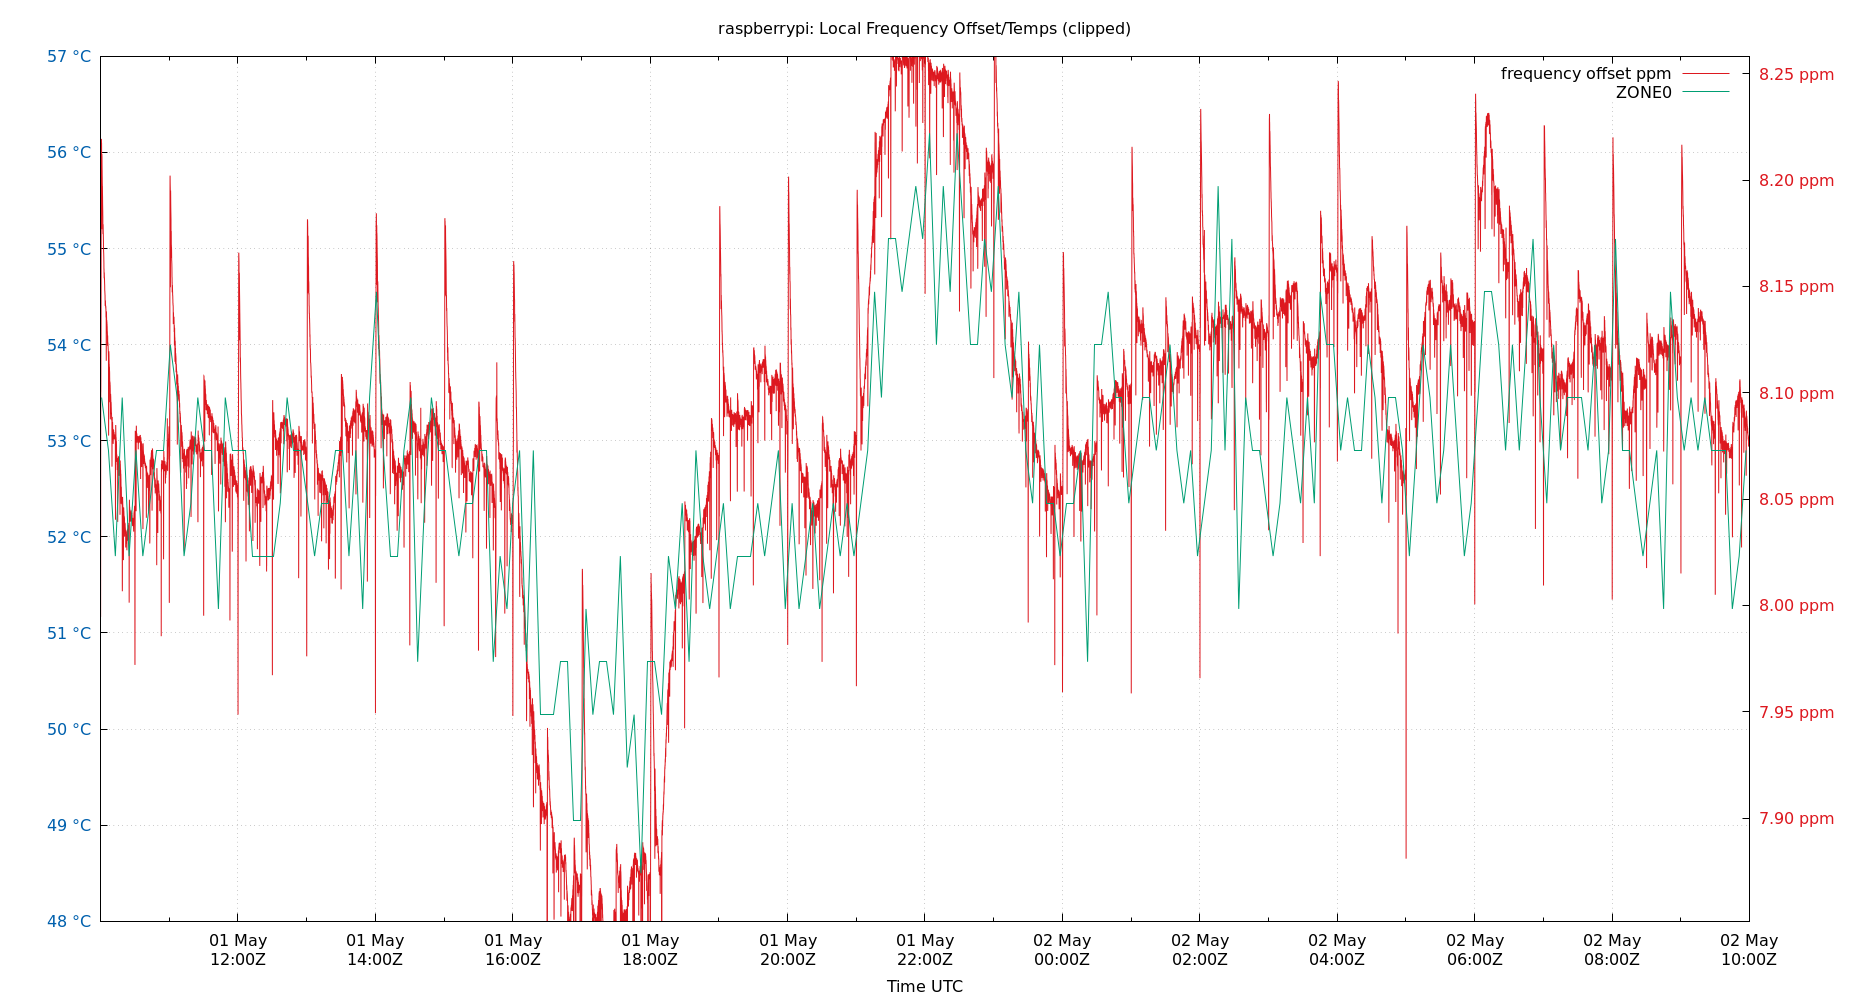 raspberrypi: Local Frequency Offset/Temps (clipped)
frequency offset ppm
ZONE0
57 °C
56 °C
55 °C
54 °C
53 °C
52 °C
51 °C
50 °C
49 °C
48 °C
8.25 ppm
8.20 ppm
8.15 ppm
8.10 ppm
8.05 ppm
8.00 ppm
7.95 ppm
7.90 ppm
01 May
12:00Z
01 May
14:00Z
01 May
16:00Z
01 May
18:00Z
01 May
20:00Z
01 May
22:00Z
02 May
00:00Z
02 May
02:00Z
02 May
04:00Z
02 May
06:00Z
02 May
08:00Z
02 May
10:00Z
Time UTC